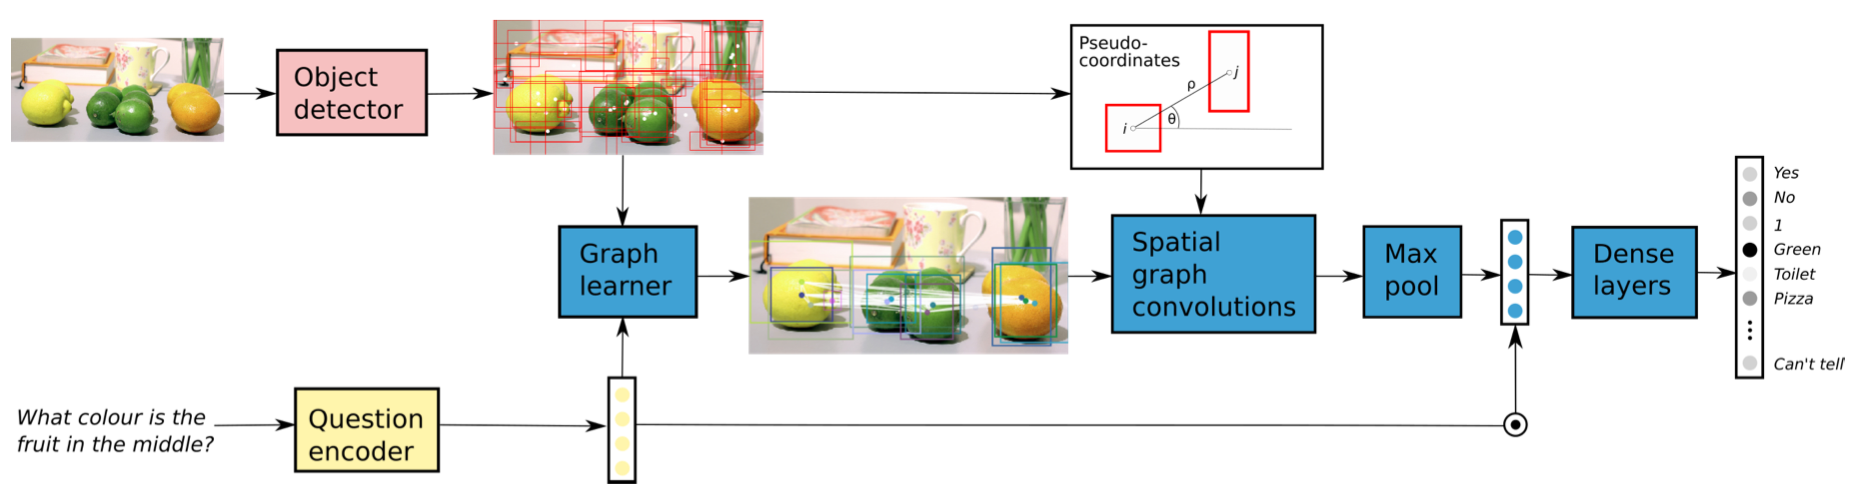 Object
detector
Pseudo-
coordinates
ρ
j
i
θ
Graph
learner
Spatial
graph
convolutions
Max
pool
Dense
layers
Yes
No
1
Green
Toilet
Pizza
Can't tell
What colour is the
fruit in the middle?
Question
encoder